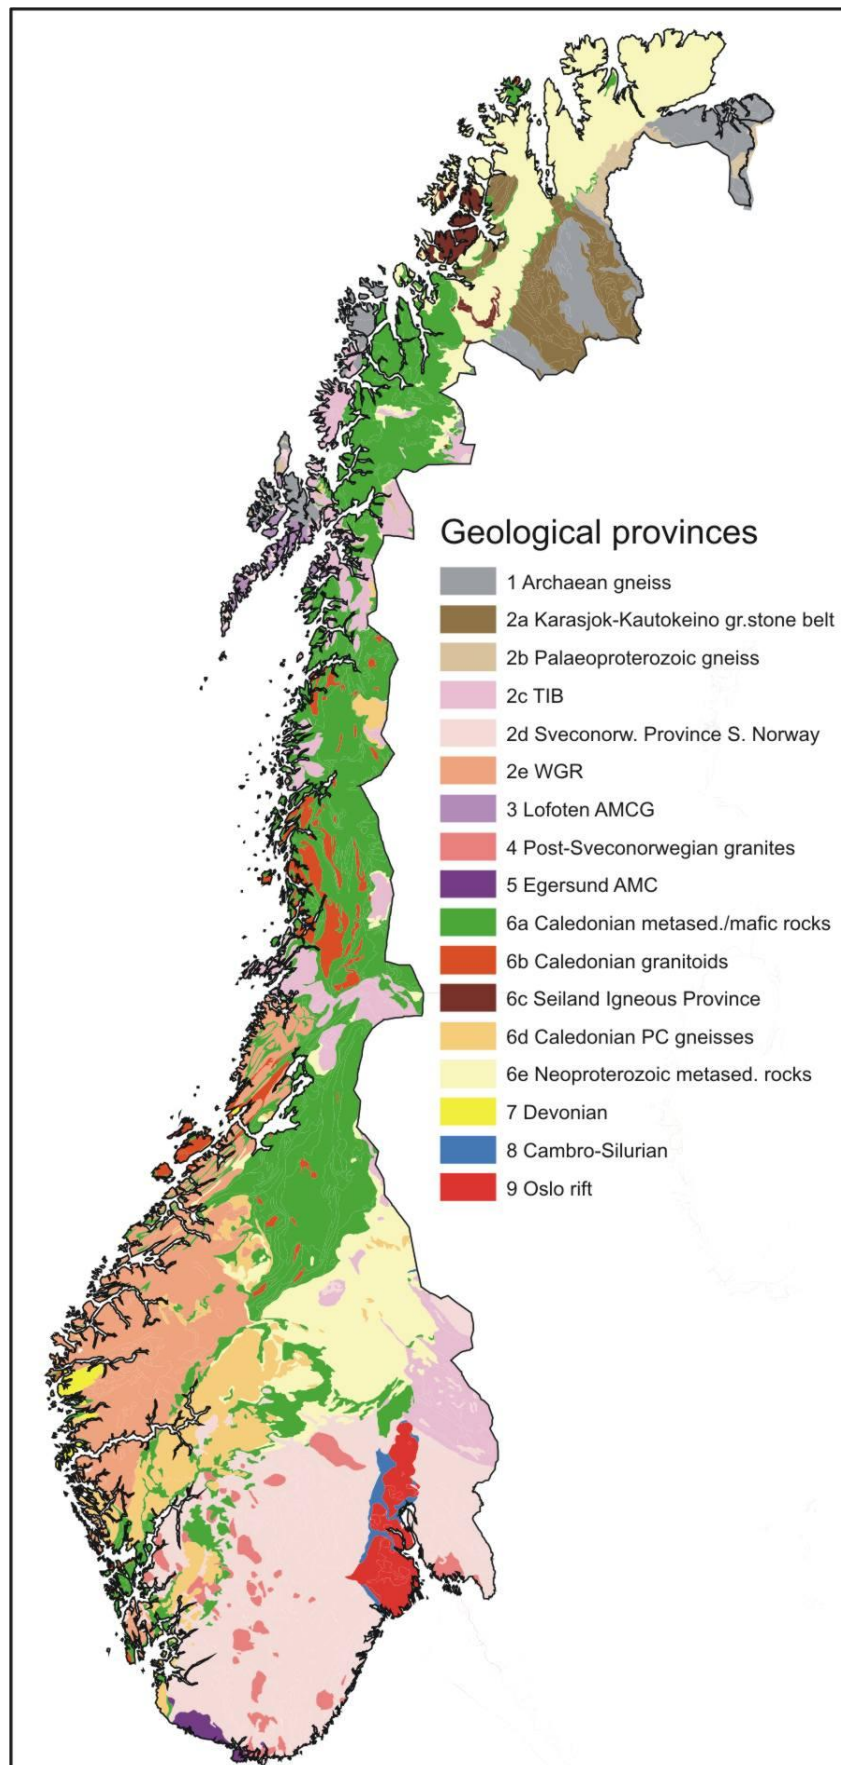 Geological provinces
1 Archaean gneiss
2a Karasjok-Kautokeino gr.stone belt
2b Palaeoproterozoic gneiss
2c TIB
2d Sveconorw. Province S. Norway
2e WGR
3 Lofoten AMCG
4 Post-Sveconorwegian granites
5 Egersund AMC
6a Caledonian metased./mafic rocks
6b Caledonian granitoids
6c Seiland Igneous Province
6d Caledonian PC gneisses
6e Neoproterozoic metased. rocks
7 Devonian
8 Cambro-Silurian
9 Oslo rift